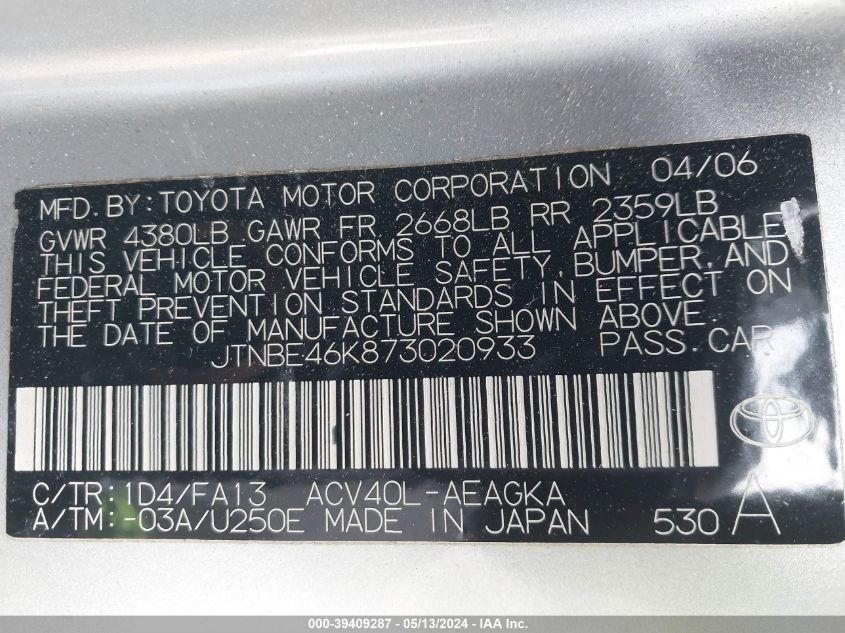 MFD. BY: TOYOTA MOTOR CORPORATION 04/06
GVWR 4380LB GAWR FR 2668LB RR 2359LB
THIS VEHICLE CONFORMS TO ALL APPLICABLE
FEDERAL MOTOR VEHICLE SAFETY, BUMPER, AND
THEFT PREVENTION STANDARDS IN EFFECT ON
THE DATE OF MANUFACTURE SHOWN ABOVE.
JTNBE46K873020933 PASS. CAR
C/TR: 1D4/FA13 ACV40L-AEAGKA
A/TM: -03A/U250E MADE IN JAPAN 530 A
000-39409287 - 05/13/2024 - IAA Inc.